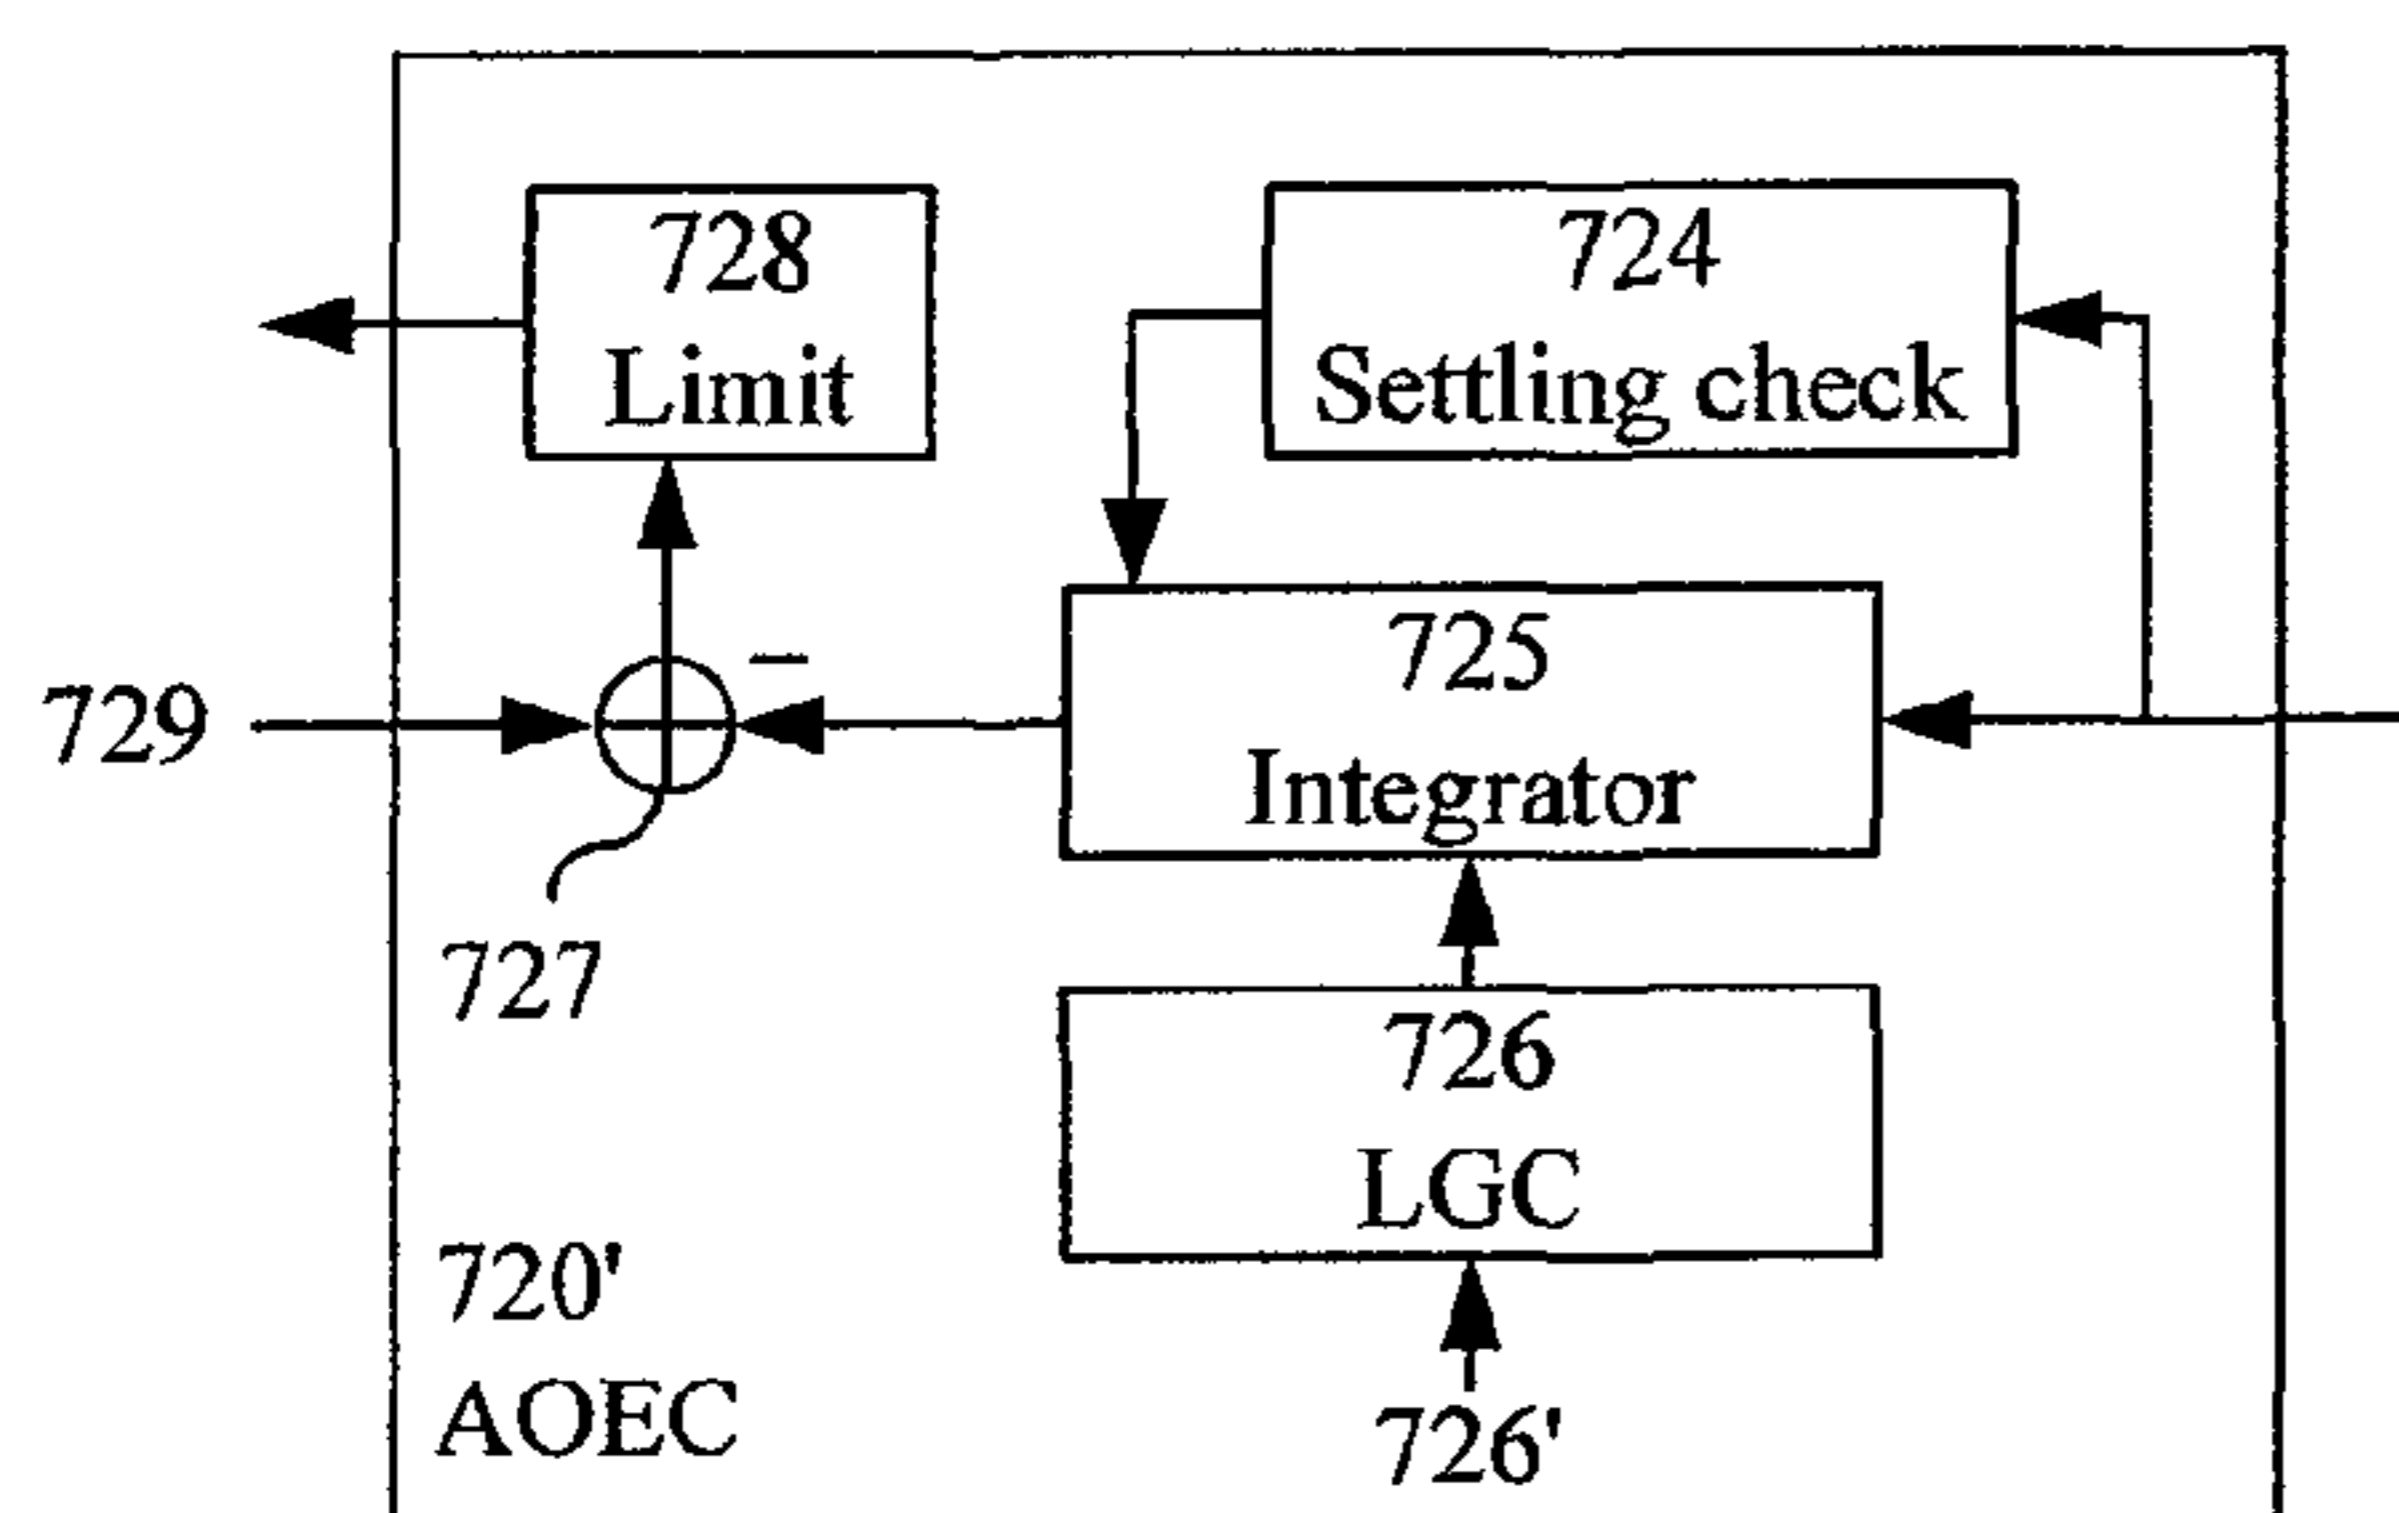 728
Limit
724
Settling check
729
−
725
Integrator
727
726
LGC
720'
AOEC
726'